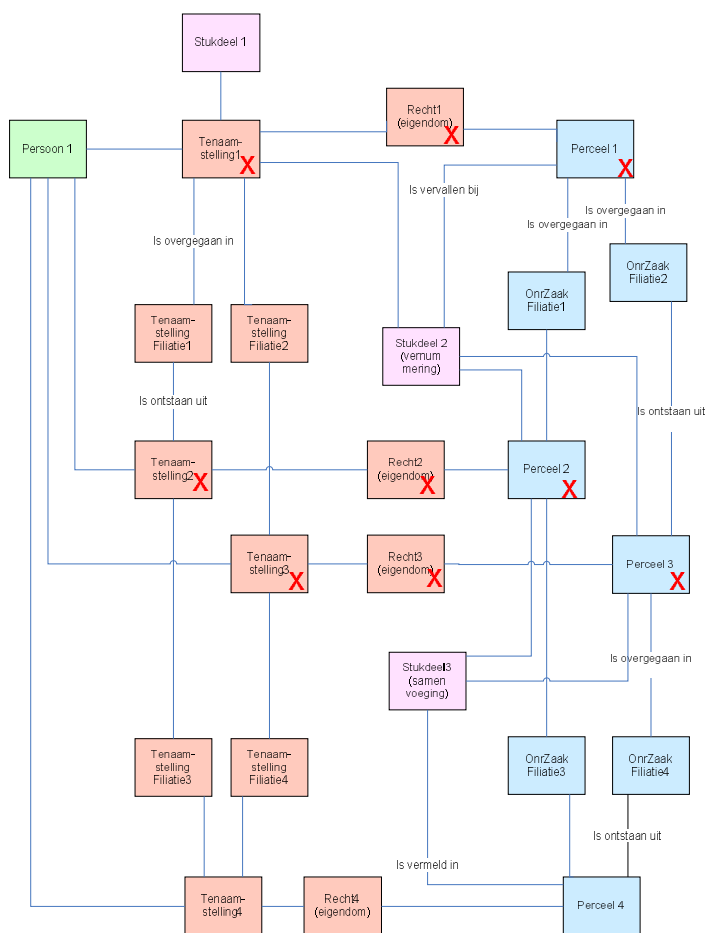 Stukdeel 1
Recht1
(eigendom)
X
Persoon 1
Tenaam-
stelling1
X
Perceel 1
X
Is vervallen bij
Is overgegaan in
Is overgegaan in
Is overgegaan in
OnrZaak
Filiatie2
OnrZaak
Filiatie1
Tenaam-
stelling
Filiatie1
Tenaam-
stelling
Filiatie2
Stukdeel 2
(vernum
mering)
Is ontstaan uit
Is ontstaan uit
Tenaam-
stelling2
X
Recht2
(eigendom)
X
Perceel 2
X
Tenaam-
stelling3
X
Recht3
(eigendom)
X
Perceel 3
X
Stukdeel3
(samen
voeging)
Is overgegaan in
Tenaam-
stelling
Filiatie3
Tenaam-
stelling
Filiatie4
OnrZaak
Filiatie3
OnrZaak
Filiatie4
Is ontstaan uit
Is vermeld in
Tenaam-
stelling4
Recht4
(eigendom)
Perceel 4